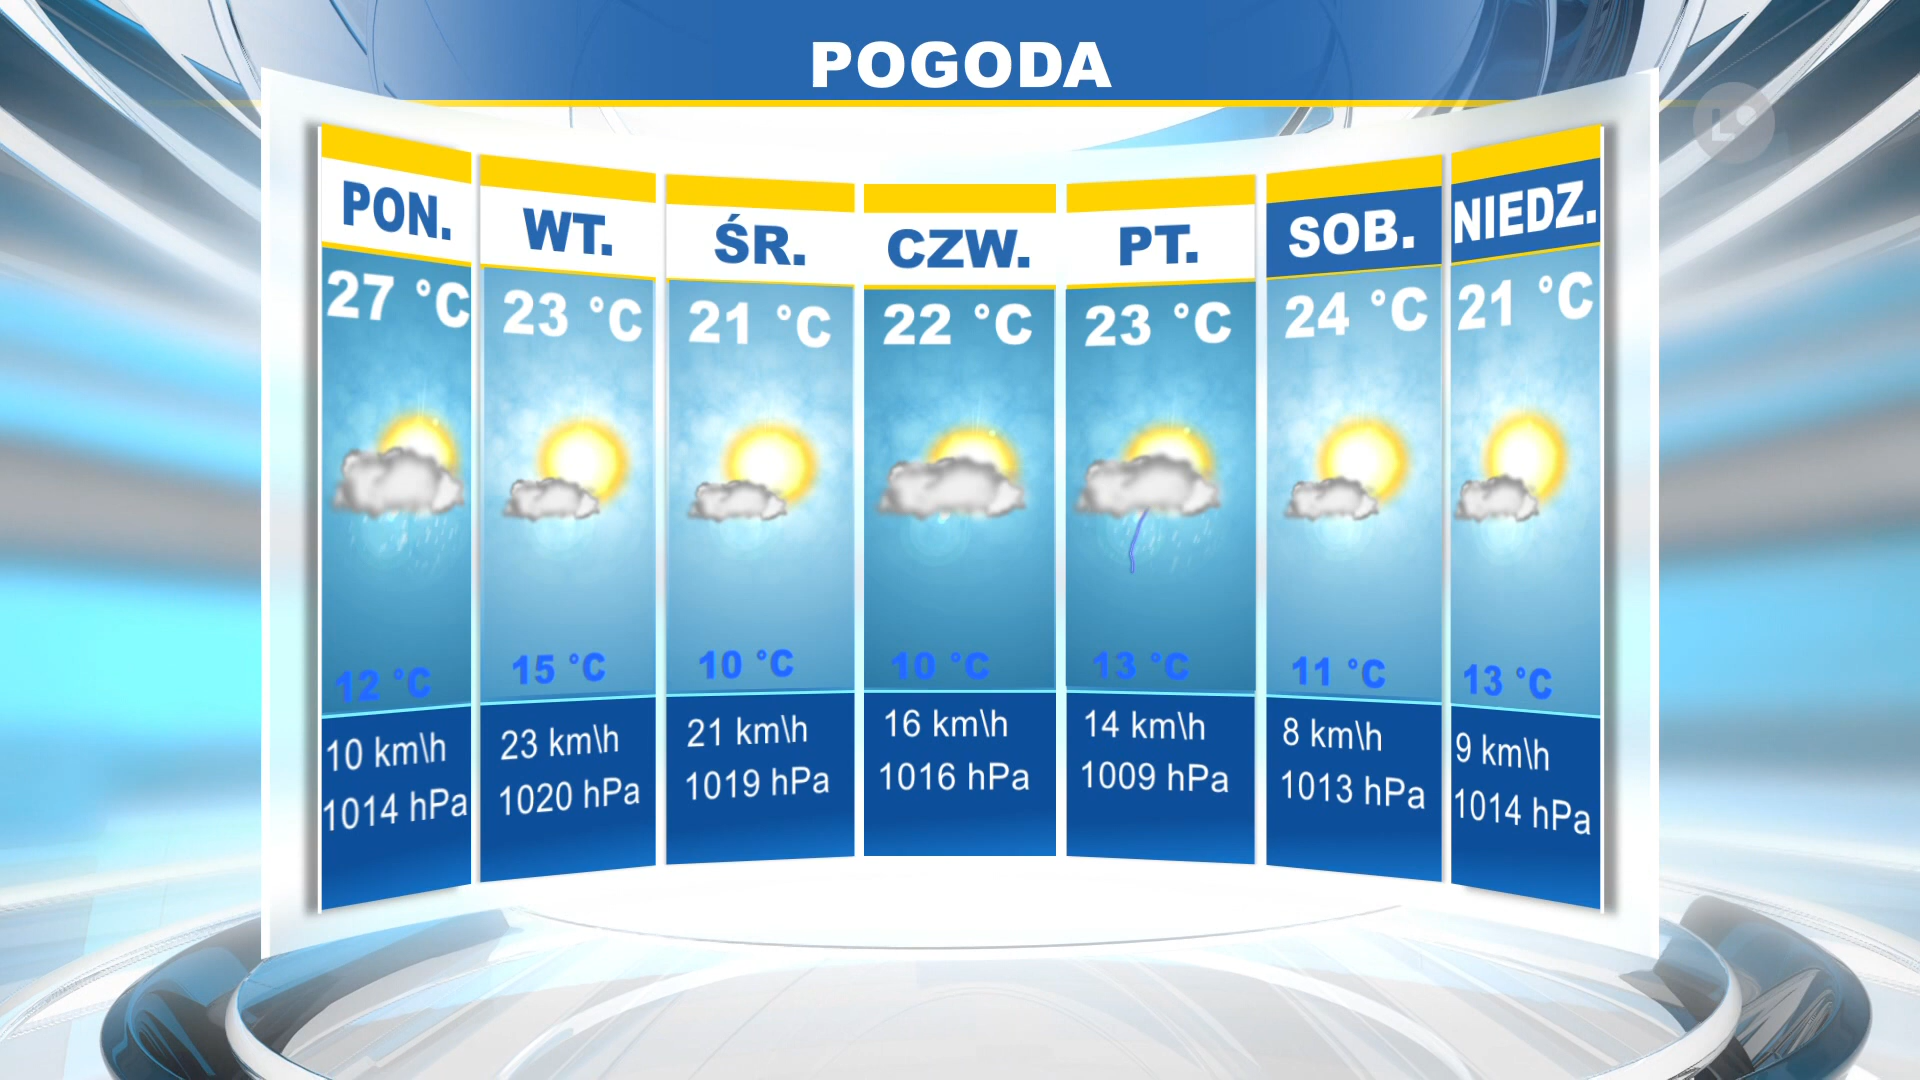 POGODA
PON.
27 °C
12 °C
10 km\h
1014 hPa
WT.
23 °C
15 °C
23 km\h
1020 hPa
ŚR.
21 °C
10 °C
21 km\h
1019 hPa
CZW.
22 °C
10 °C
16 km\h
1016 hPa
PT.
23 °C
13 °C
14 km\h
1009 hPa
SOB.
24 °C
11 °C
8 km\h
1013 hPa
NIEDZ.
21 °C
13 °C
9 km\h
1014 hPa
L